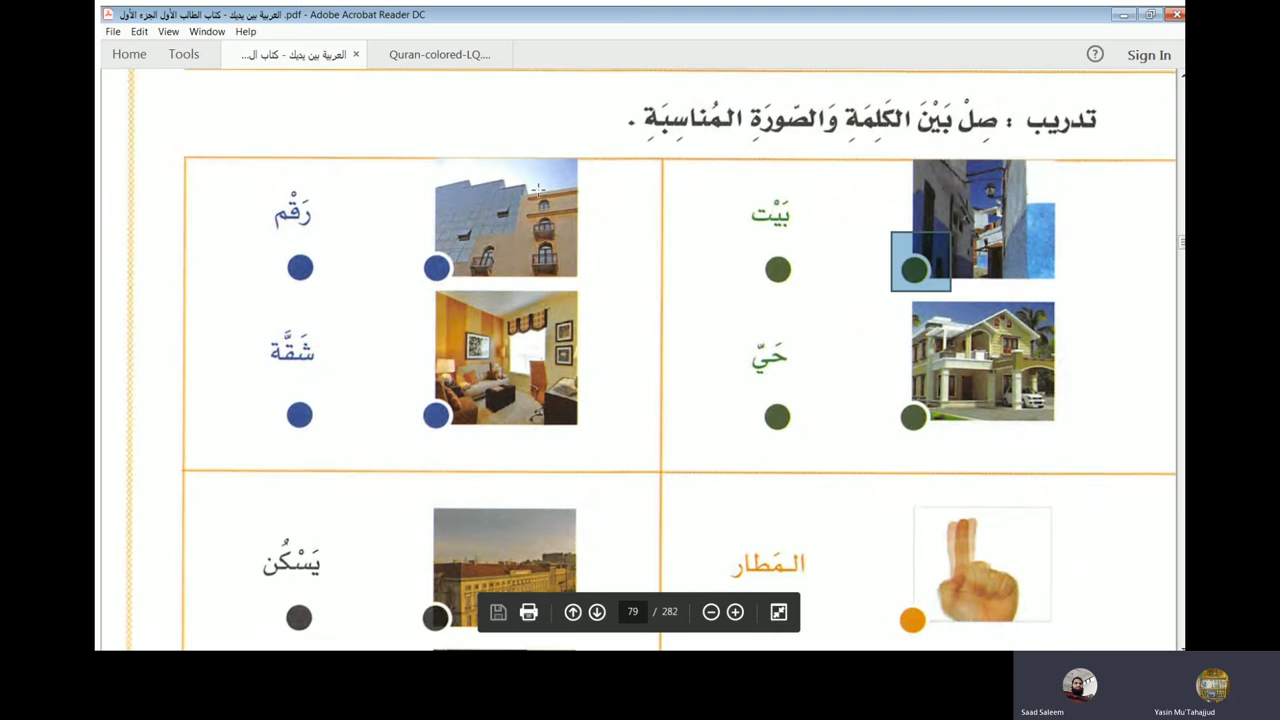 العربية بين يديك - كتاب الطالب الأول الجزء الأول .pdf - Adobe Acrobat Reader DC
File Edit View Window Help
Home Tools العربية بين يديك - كتاب ال... × Quran-colored-LQ.... ? Sign In
تدريب : صِلْ بَيْنَ الكَلِمَةِ وَالصّورَةِ الـمُناسِبَةِ .
بَيْت
رَقْم
حَيّ
شَقَّة
الـمَطار
يَسْكُن
79 / 282
Saad Saleem
Yasin Mu`Tahajjud